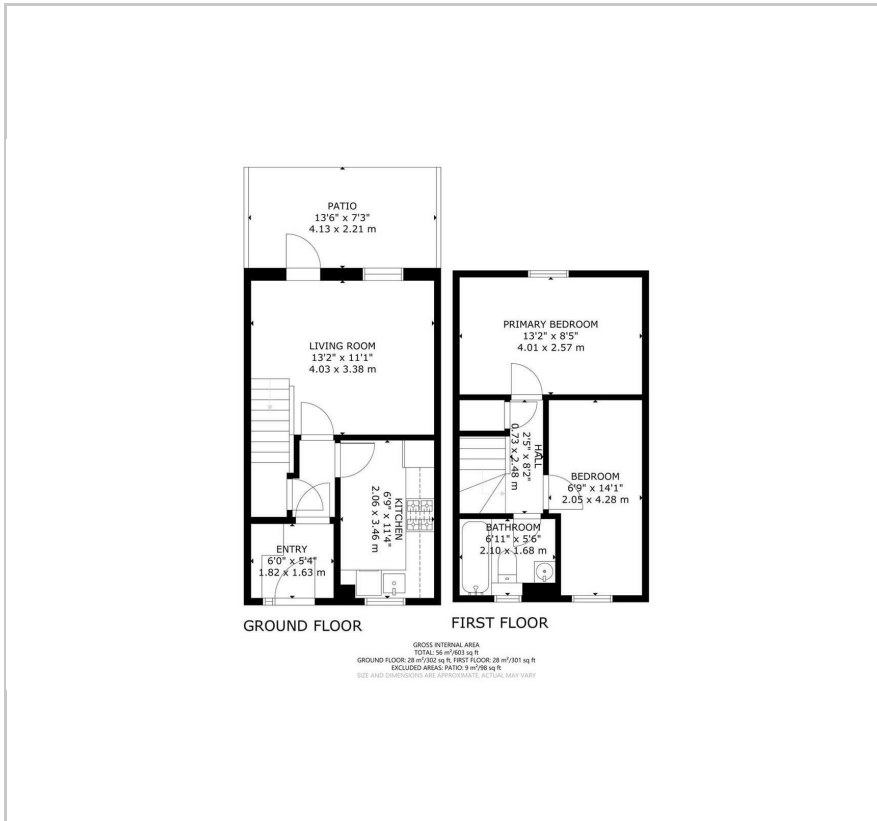 PATIO
13'6" x 7'3"
4.13 x 2.21 m
LIVING ROOM
13'2" x 11'1"
4.03 x 3.38 m
KITCHEN
6'9" x 11'4"
2.06 x 3.46 m
ENTRY
6'0" x 5'4"
1.82 x 1.63 m
GROUND FLOOR
PRIMARY BEDROOM
13'2" x 8'5"
4.01 x 2.57 m
HALL
2'5" x 8'2"
0.73 x 2.48 m
BEDROOM
6'9" x 14'1"
2.05 x 4.28 m
BATHROOM
6'11" x 5'6"
2.10 x 1.68 m
FIRST FLOOR
GROSS INTERNAL AREA
TOTAL: 56 m²/603 sq ft
GROUND FLOOR: 28 m²/302 sq ft, FIRST FLOOR: 28 m²/301 sq ft
EXCLUDED AREAS: PATIO: 9 m²/98 sq ft
SIZE AND DIMENSIONS ARE APPROXIMATE, ACTUAL MAY VARY